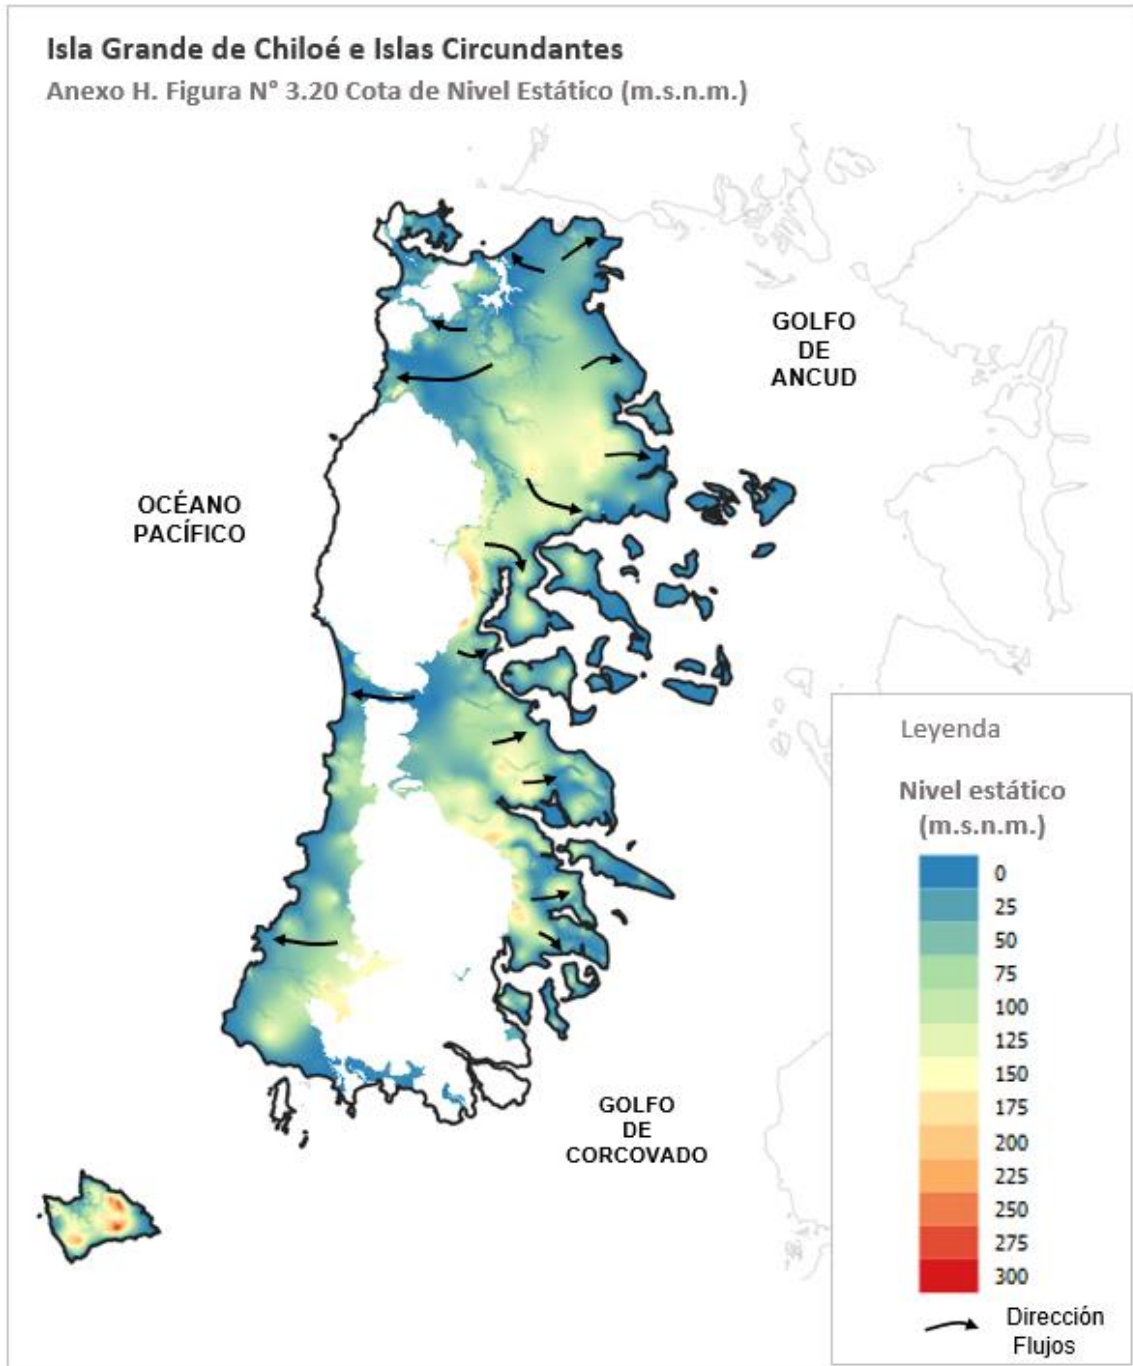 Isla Grande de Chiloé e Islas Circundantes
Anexo H. Figura N° 3.20 Cota de Nivel Estático (m.s.n.m.)
GOLFO
DE
ANCUD
OCÉANO
PACÍFICO
GOLFO
DE
CORCOVADO
Leyenda
Nivel estático
(m.s.n.m.)
0
25
50
75
100
125
150
175
200
225
250
275
300
Dirección
Flujos